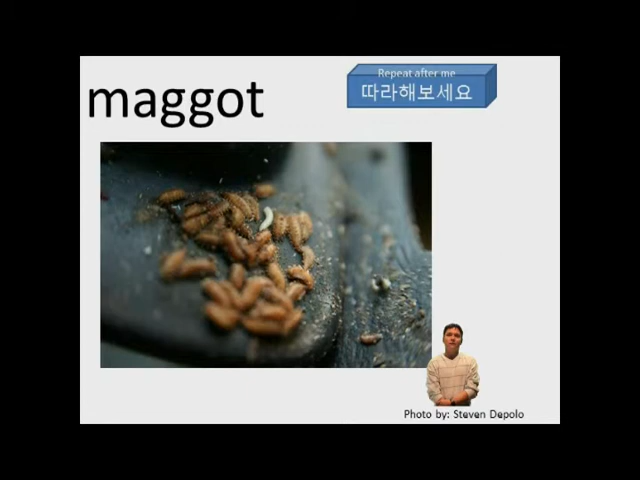 maggot
Repeat after me
따라해보세요
Photo by: Steven Depolo